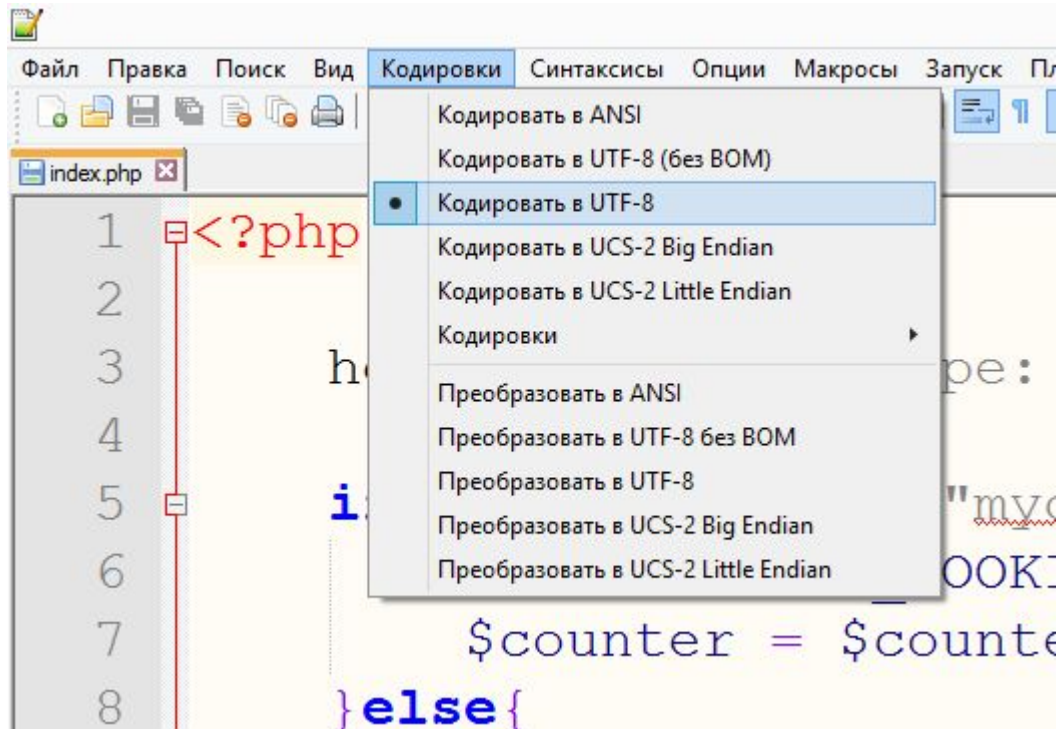 Файл Правка Поиск Вид Кодировки Синтаксисы Опции Макросы Запуск
index.php
Кодировать в ANSI
Кодировать в UTF-8 (без BOM)
Кодировать в UTF-8
Кодировать в UCS-2 Big Endian
Кодировать в UCS-2 Little Endian
Кодировки
Преобразовать в ANSI
Преобразовать в UTF-8 без BOM
Преобразовать в UTF-8
Преобразовать в UCS-2 Big Endian
Преобразовать в UCS-2 Little Endian
1 <?php
2
3
4
5
6
7 $counter = $counte
8 }else{